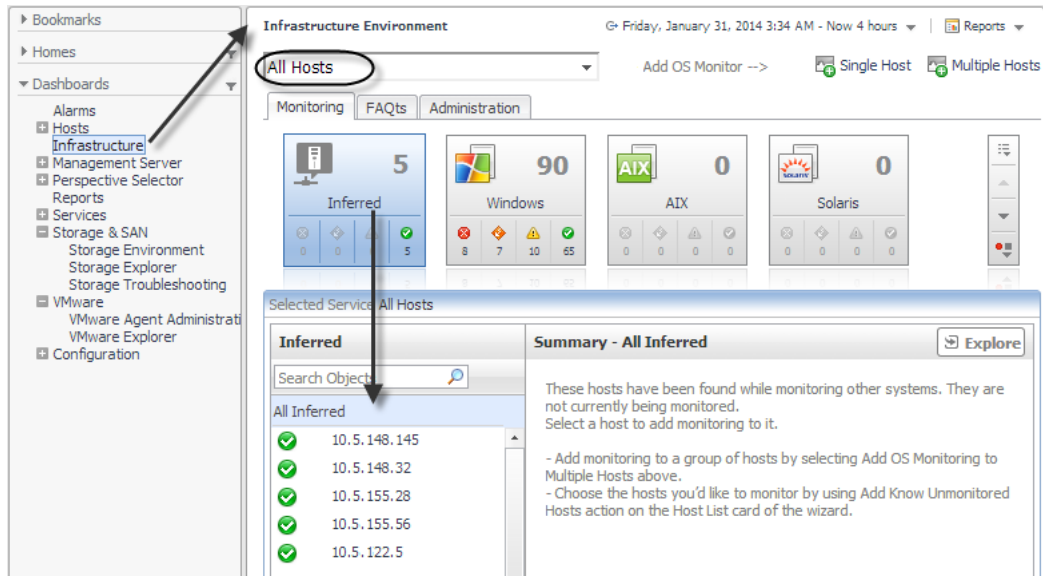 Bookmarks
Homes
Dashboards
Alarms
Hosts
Infrastructure
Management Server
Perspective Selector
Reports
Services
Storage & SAN
Storage Environment
Storage Explorer
Storage Troubleshooting
VMware
VMware Agent Administrati
VMware Explorer
Configuration
Infrastructure Environment
Friday, January 31, 2014 3:34 AM - Now 4 hours
Reports
All Hosts
Add OS Monitor -->
Single Host
Multiple Hosts
Monitoring FAQts Administration
5 90 AIX 0 SOLARIS 0
Inferred Windows AIX Solaris
0 0 0 5 8 7 10 65 0 0 0 0 0 0 0 0
Selected Service All Hosts
Inferred
Search Objects
All Inferred
10.5.148.145
10.5.148.32
10.5.155.28
10.5.155.56
10.5.122.5
Summary - All Inferred
Explore
These hosts have been found while monitoring other systems. They are
not currently being monitored.
Select a host to add monitoring to it.
- Add monitoring to a group of hosts by selecting Add OS Monitoring to
Multiple Hosts above.
- Choose the hosts you'd like to monitor by using Add Know Unmonitored
Hosts action on the Host List card of the wizard.